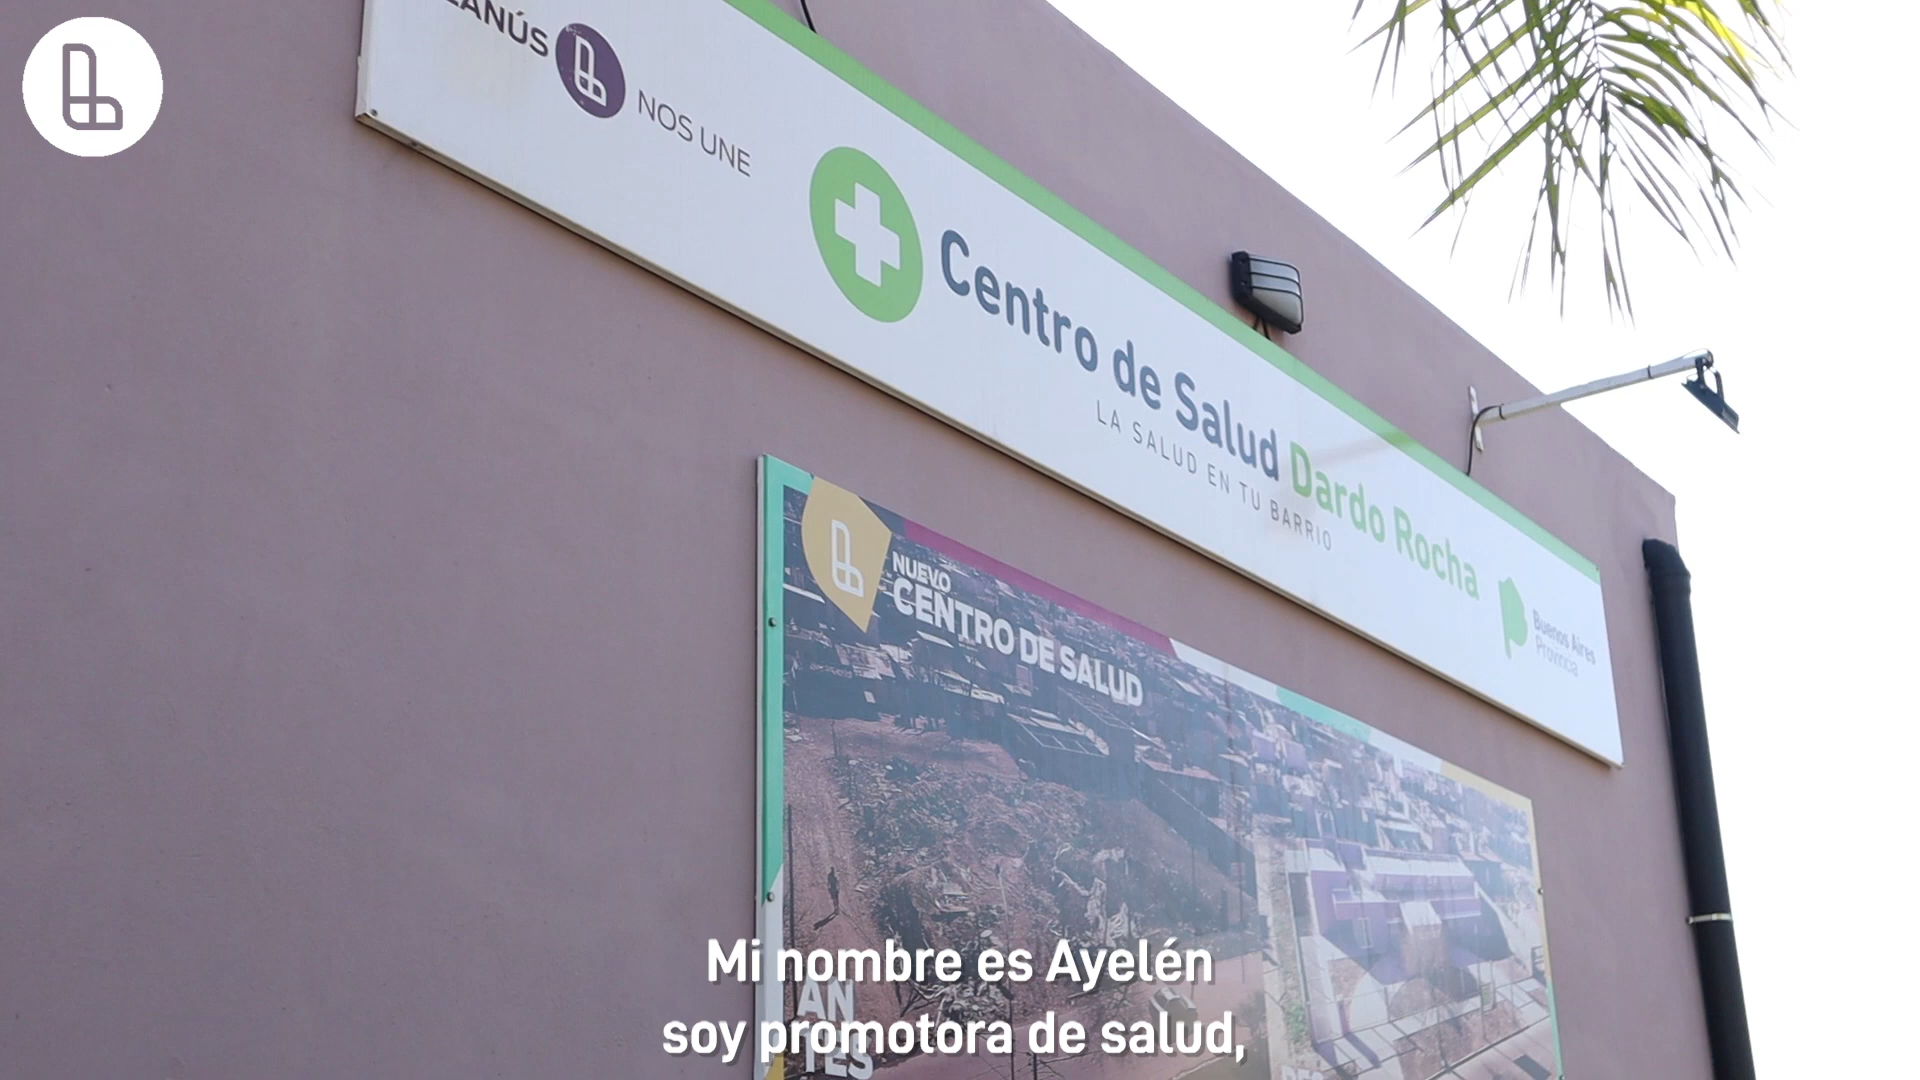 LANÚS
NOS UNE
Centro de Salud Dardo Rocha
LA SALUD EN TU BARRIO
Buenos Aires
Provincia
NUEVO
CENTRO DE SALUD
AN
TES
Mi nombre es Ayelén
soy promotora de salud,